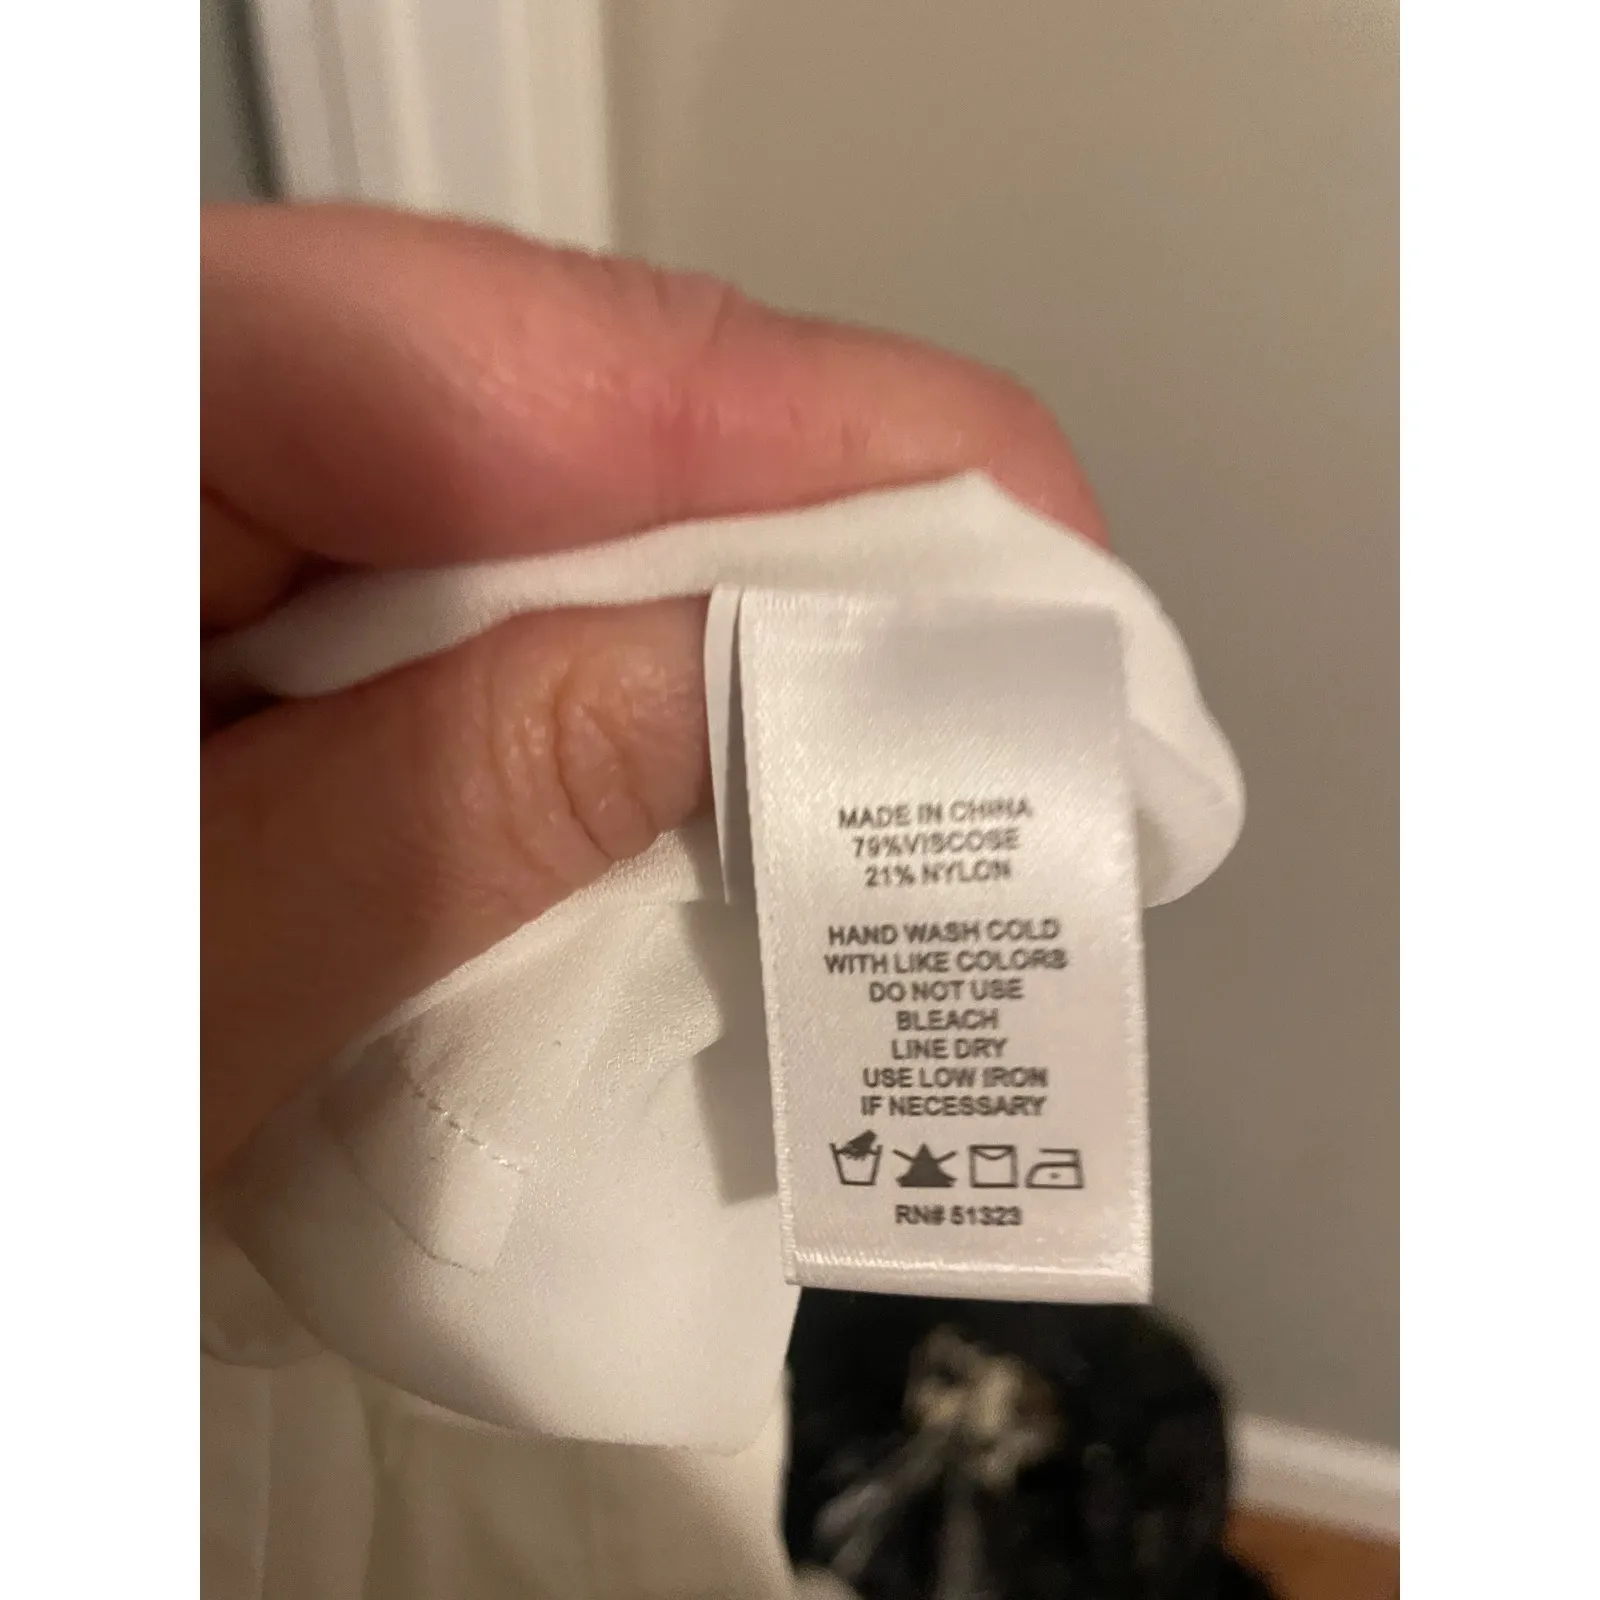 MADE IN CHINA
79%VISCOSE
21% NYLON
HAND WASH COLD
WITH LIKE COLORS
DO NOT USE
BLEACH
LINE DRY
USE LOW IRON
IF NECESSARY
RN# 51323